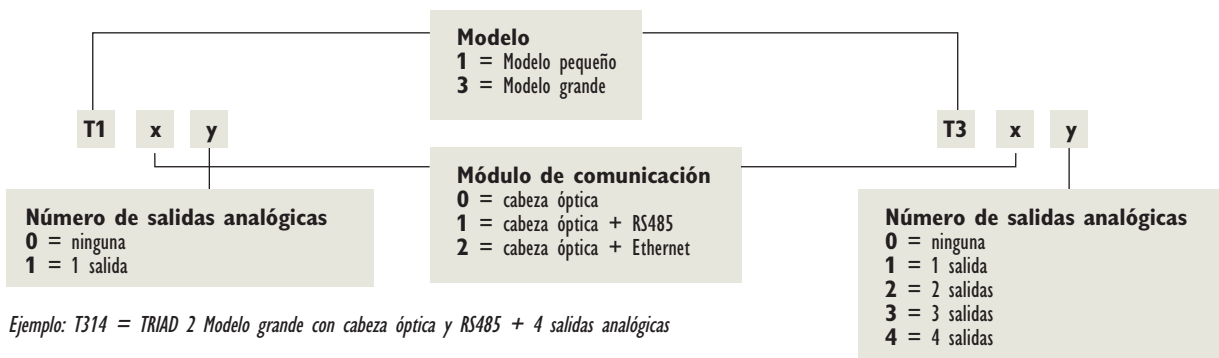 Modelo
1 = Modelo pequeño
3 = Modelo grande
T1 x y
T3 x y
Módulo de comunicación
0 = cabeza óptica
1 = cabeza óptica + RS485
2 = cabeza óptica + Ethernet
Número de salidas analógicas
0 = ninguna
1 = 1 salida
Número de salidas analógicas
0 = ninguna
1 = 1 salida
2 = 2 salidas
3 = 3 salidas
4 = 4 salidas
Ejemplo: T314 = TRIAD 2 Modelo grande con cabeza óptica y RS485 + 4 salidas analógicas